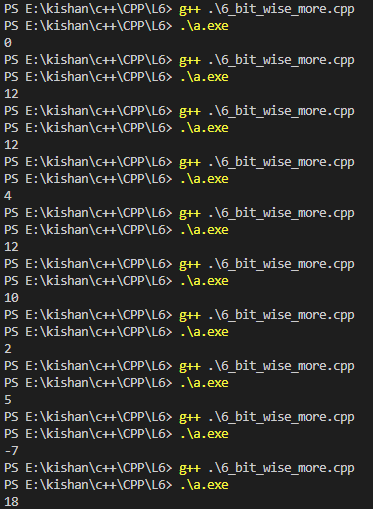 PS E:\kishan\c++\CPP\L6> g++ .\6_bit_wise_more.cpp
PS E:\kishan\c++\CPP\L6> .\a.exe
0
PS E:\kishan\c++\CPP\L6> g++ .\6_bit_wise_more.cpp
PS E:\kishan\c++\CPP\L6> .\a.exe
12
PS E:\kishan\c++\CPP\L6> g++ .\6_bit_wise_more.cpp
PS E:\kishan\c++\CPP\L6> .\a.exe
12
PS E:\kishan\c++\CPP\L6> g++ .\6_bit_wise_more.cpp
PS E:\kishan\c++\CPP\L6> .\a.exe
4
PS E:\kishan\c++\CPP\L6> g++ .\6_bit_wise_more.cpp
PS E:\kishan\c++\CPP\L6> .\a.exe
12
PS E:\kishan\c++\CPP\L6> g++ .\6_bit_wise_more.cpp
PS E:\kishan\c++\CPP\L6> .\a.exe
10
PS E:\kishan\c++\CPP\L6> g++ .\6_bit_wise_more.cpp
PS E:\kishan\c++\CPP\L6> .\a.exe
2
PS E:\kishan\c++\CPP\L6> g++ .\6_bit_wise_more.cpp
PS E:\kishan\c++\CPP\L6> .\a.exe
5
PS E:\kishan\c++\CPP\L6> g++ .\6_bit_wise_more.cpp
PS E:\kishan\c++\CPP\L6> .\a.exe
-7
PS E:\kishan\c++\CPP\L6> g++ .\6_bit_wise_more.cpp
PS E:\kishan\c++\CPP\L6> .\a.exe
18